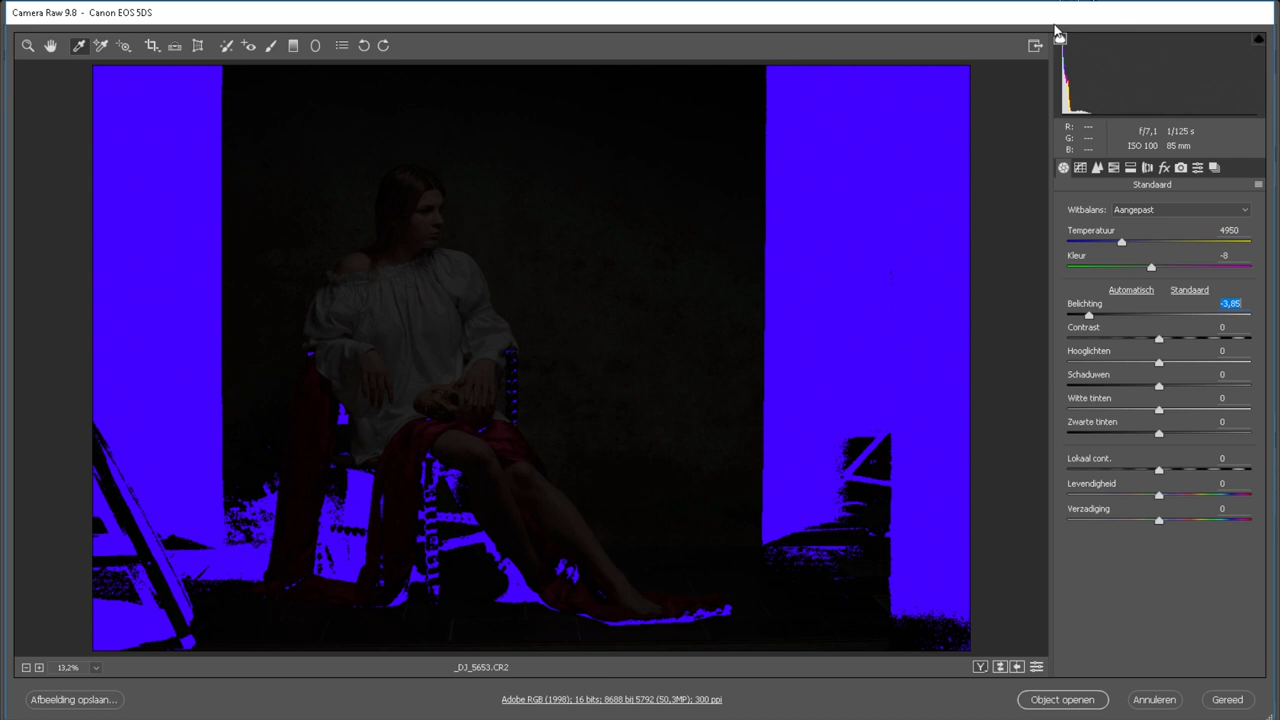 Camera Raw 9.8 - Canon EOS 5DS
R: ---
G: ---
B: ---
f/7,1 1/125 s
ISO 100 85 mm
Standaard
Witbalans: Aangepast
Temperatuur 4950
Kleur -8
Automatisch Standaard
Belichting -3,85
Contrast 0
Hooglichten 0
Schaduwen 0
Witte tinten 0
Zwarte tinten 0
Lokaal cont. 0
Levendigheid 0
Verzadiging 0
13,2%
_DJ_5653.CR2
Y
Afbeelding opslaan...
Adobe RGB (1998); 16 bits; 8688 bij 5792 (50,3MP); 300 ppi
Object openen
Annuleren
Gereed